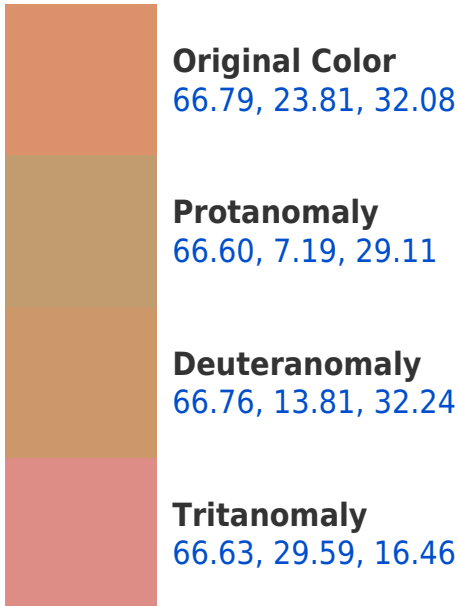 Original Color
66.79, 23.81, 32.08
Protanomaly
66.60, 7.19, 29.11
Deuteranomaly
66.76, 13.81, 32.24
Tritanomaly
66.63, 29.59, 16.46